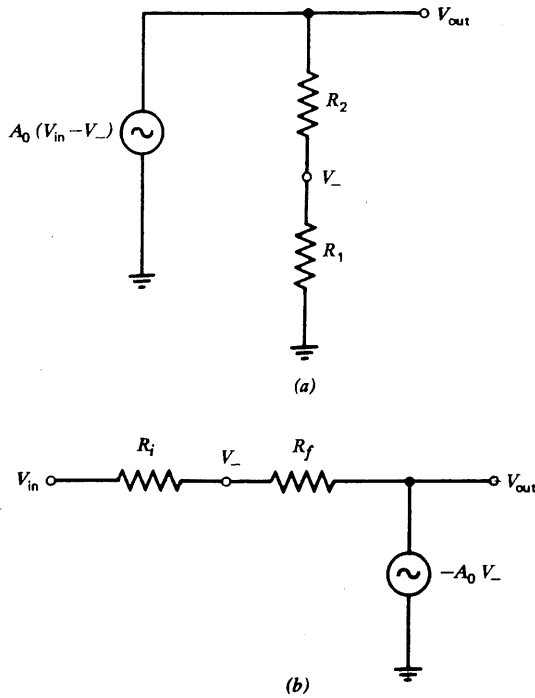 V_out
R_2
A_0 (V_in − V_−)
V_−
R_1
(a)
R_i
V_−
R_f
V_in
V_out
−A_0 V_−
(b)